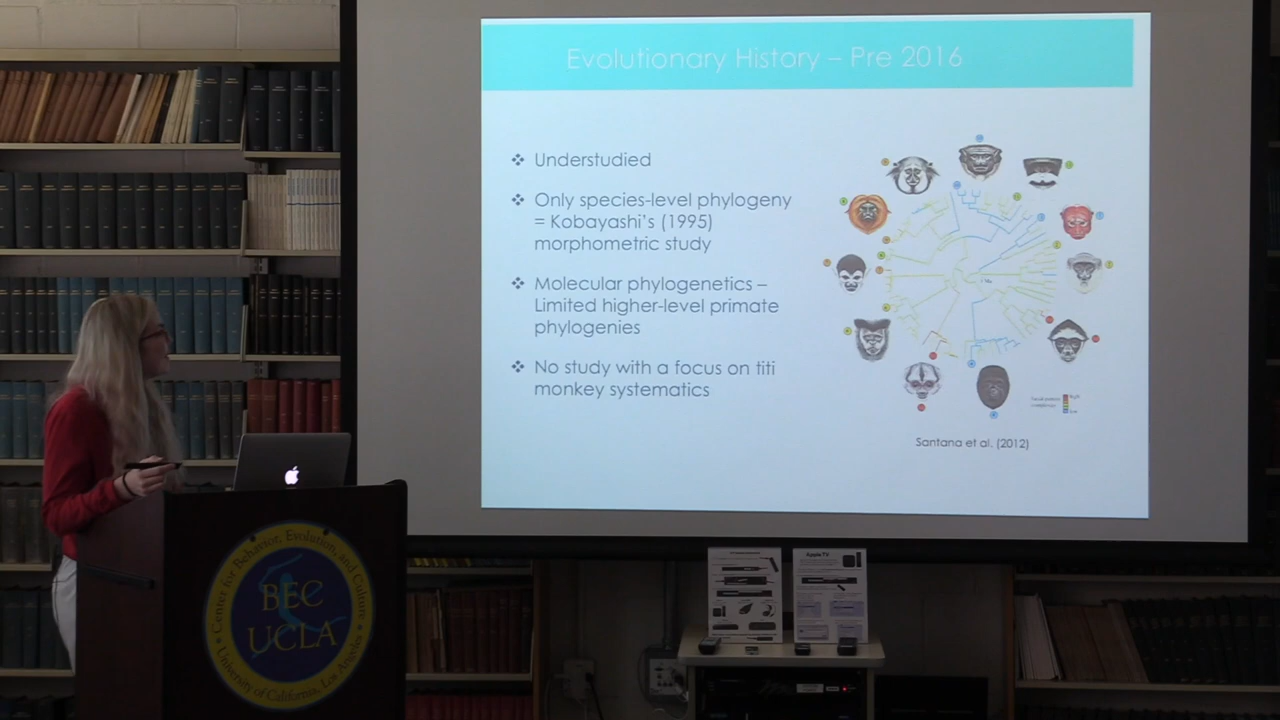 Evolutionary History – Pre 2016
❖ Understudied
❖ Only species-level phylogeny
= Kobayashi's (1995)
morphometric study
❖ Molecular phylogenetics –
Limited higher-level primate
phylogenies
❖ No study with a focus on titi
monkey systematics
Santana et al. (2012)
Center for Behavior, Evolution, and Culture
BEC
UCLA
University of California, Los Angeles
Apple TV